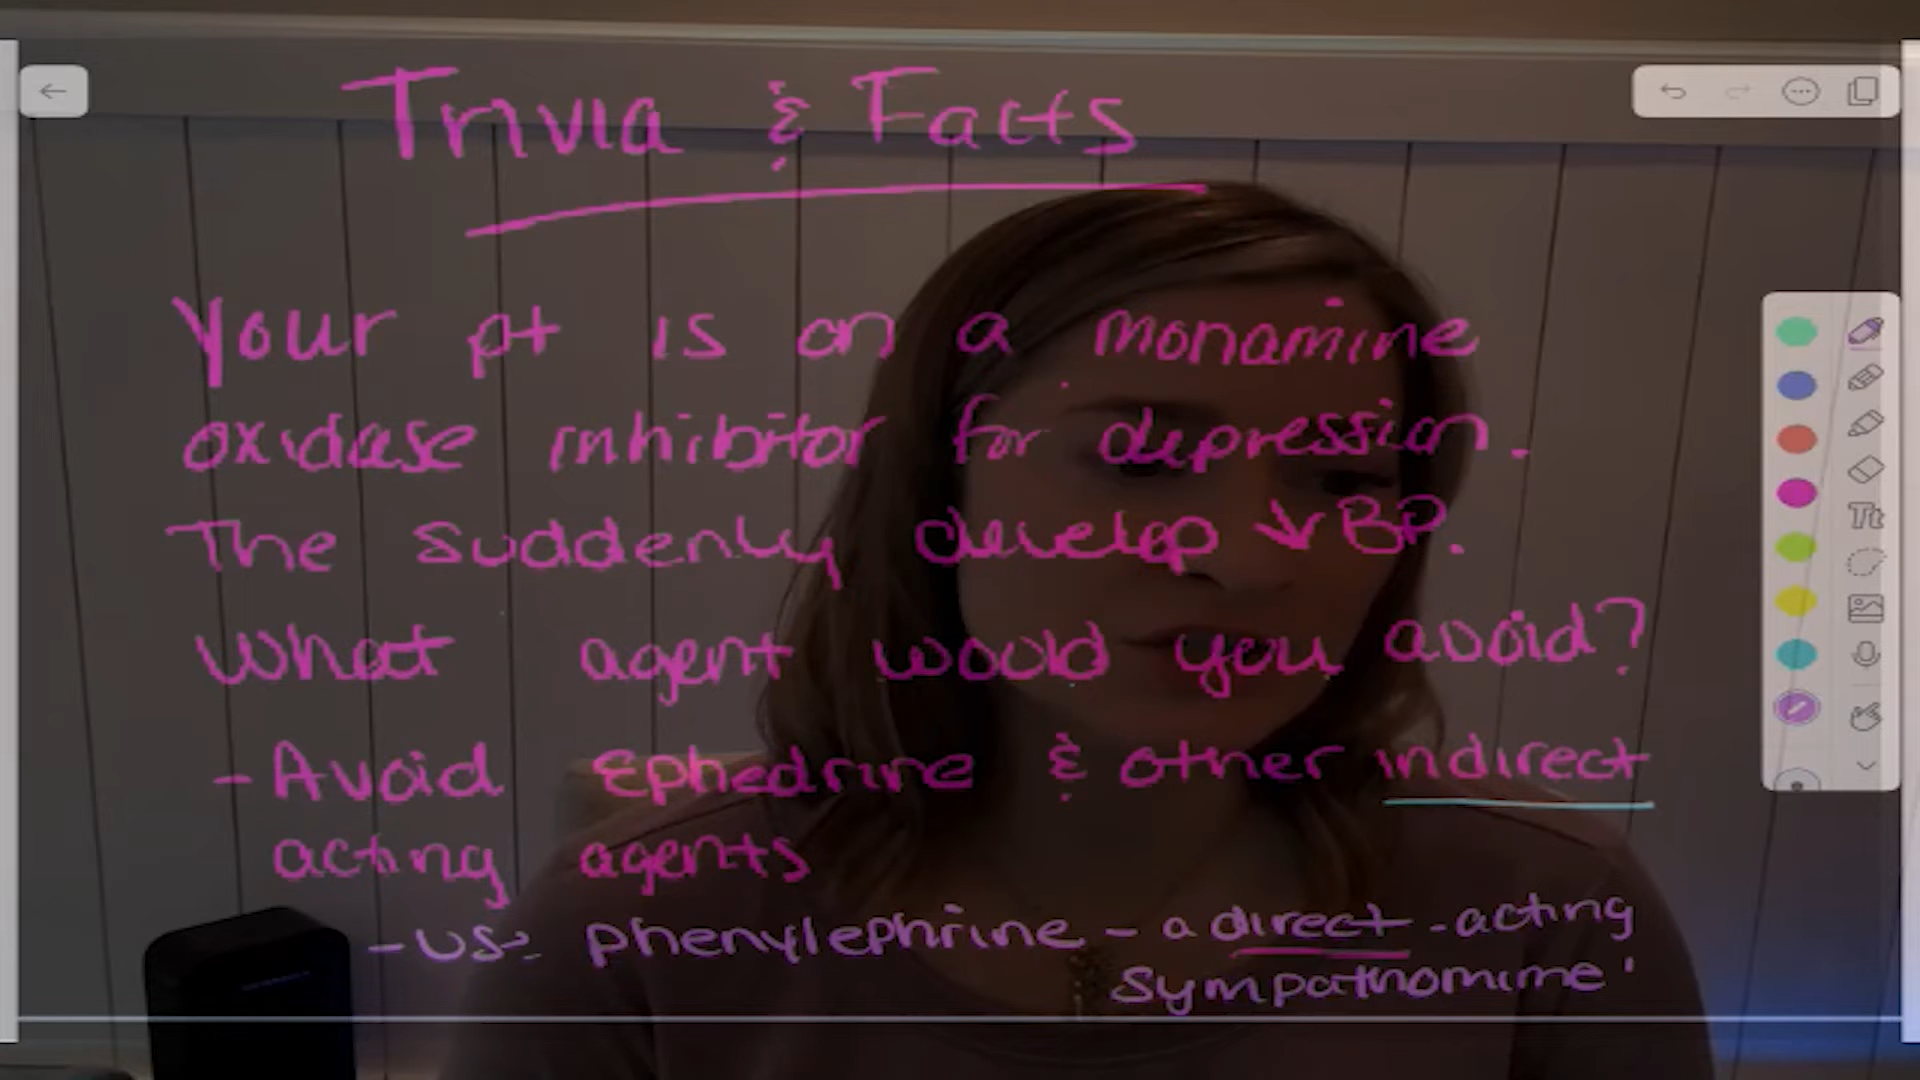 Trivia & Facts
Your pt is on a monamine
oxidase inhibitor for depression.
The suddenly develop ↓ BP.
What agent would you avoid?
- Avoid Ephedrine & other indirect
acting agents
- US: Phenylephrine - a direct-acting
sympathomime'
Tt